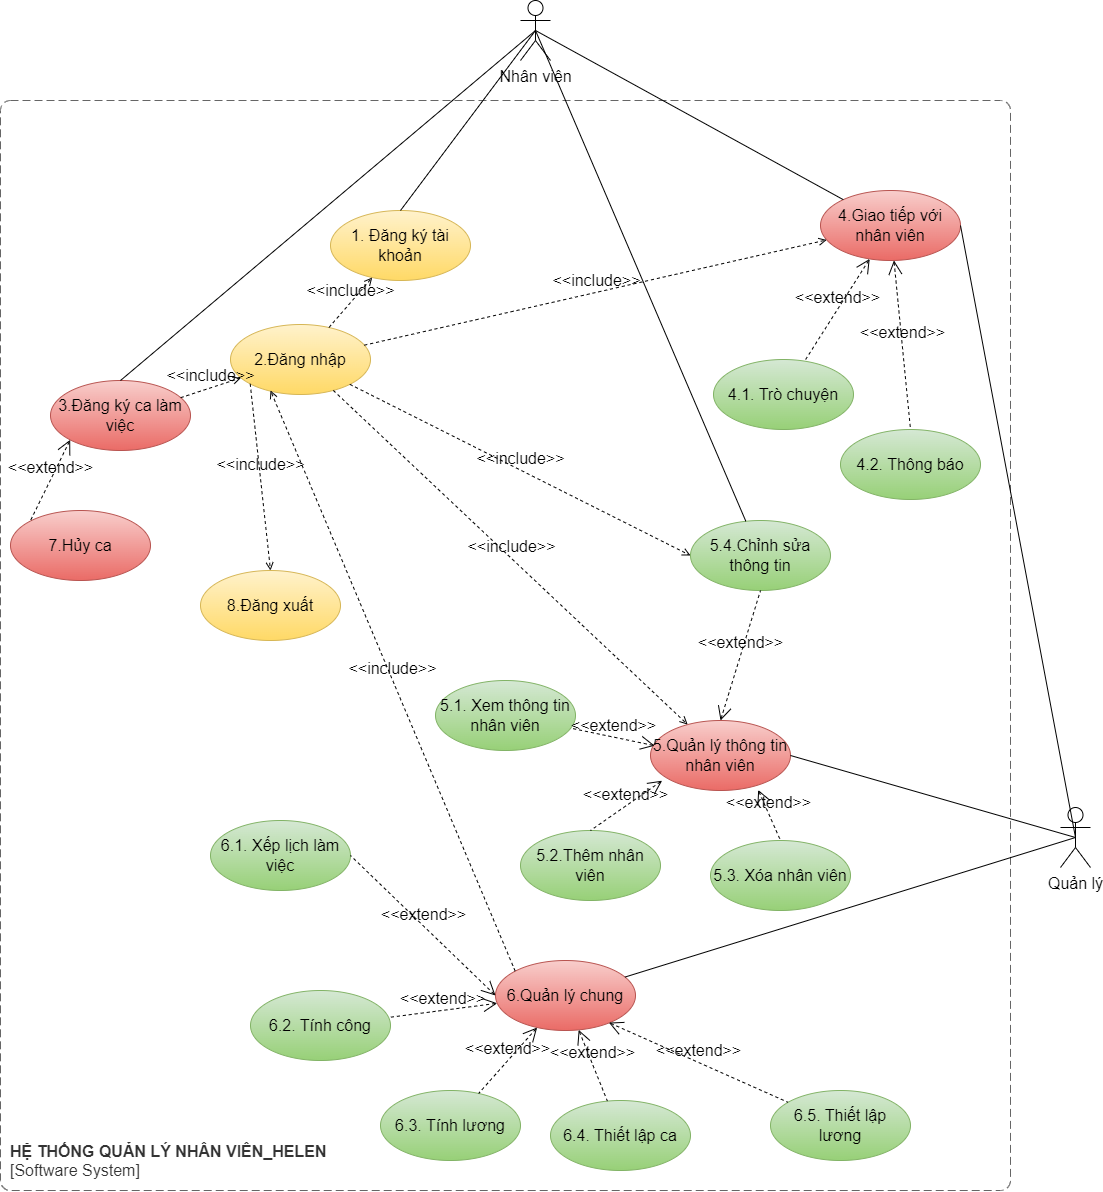 Nhân viên
1. Đăng ký tài
khoản
4.Giao tiếp với
nhân viên
<<include>>
<<include>>
<<extend>>
<<extend>>
2.Đăng nhập
<<include>>
3.Đăng ký ca làm
việc
4.1. Trò chuyện
<<extend>>
<<include>>
<<include>>
4.2. Thông báo
7.Hủy ca
<<include>>
5.4.Chỉnh sửa
thông tin
8.Đăng xuất
<<extend>>
<<include>>
5.1. Xem thông tin
nhân viên
<<extend>>
5.Quản lý thông tin
nhân viên
<<extend>>
<<extend>>
6.1. Xếp lịch làm
việc
5.2.Thêm nhân
viên
5.3. Xóa nhân viên
Quản lý
<<extend>>
6.Quản lý chung
<<extend>>
6.2. Tính công
<<extend>>
<<extend>>
<<extend>>
6.3. Tính lương
6.4. Thiết lập ca
6.5. Thiết lập
lương
HỆ THỐNG QUẢN LÝ NHÂN VIÊN_HELEN
[Software System]